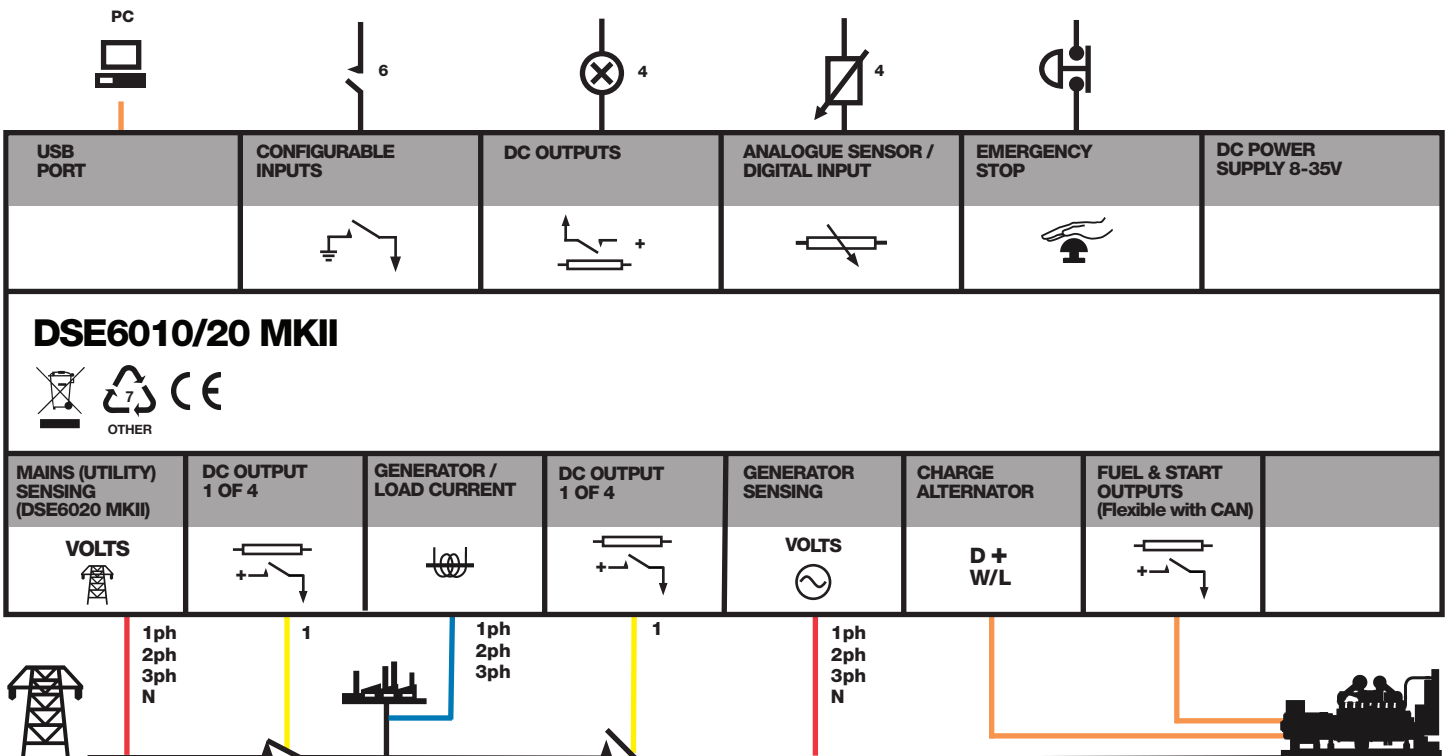 PC
6
4
4
USB
PORT
CONFIGURABLE
INPUTS
DC OUTPUTS
ANALOGUE SENSOR /
DIGITAL INPUT
EMERGENCY
STOP
DC POWER
SUPPLY 8-35V
+
DSE6010/20 MKII
7
OTHER
CE
MAINS (UTILITY)
SENSING
(DSE6020 MKII)
VOLTS
DC OUTPUT
1 OF 4
+
GENERATOR /
LOAD CURRENT
DC OUTPUT
1 OF 4
+
GENERATOR
SENSING
VOLTS
CHARGE
ALTERNATOR
D +
W/L
FUEL & START
OUTPUTS
(Flexible with CAN)
+
1ph
2ph
3ph
N
1
1ph
2ph
3ph
1
1ph
2ph
3ph
N